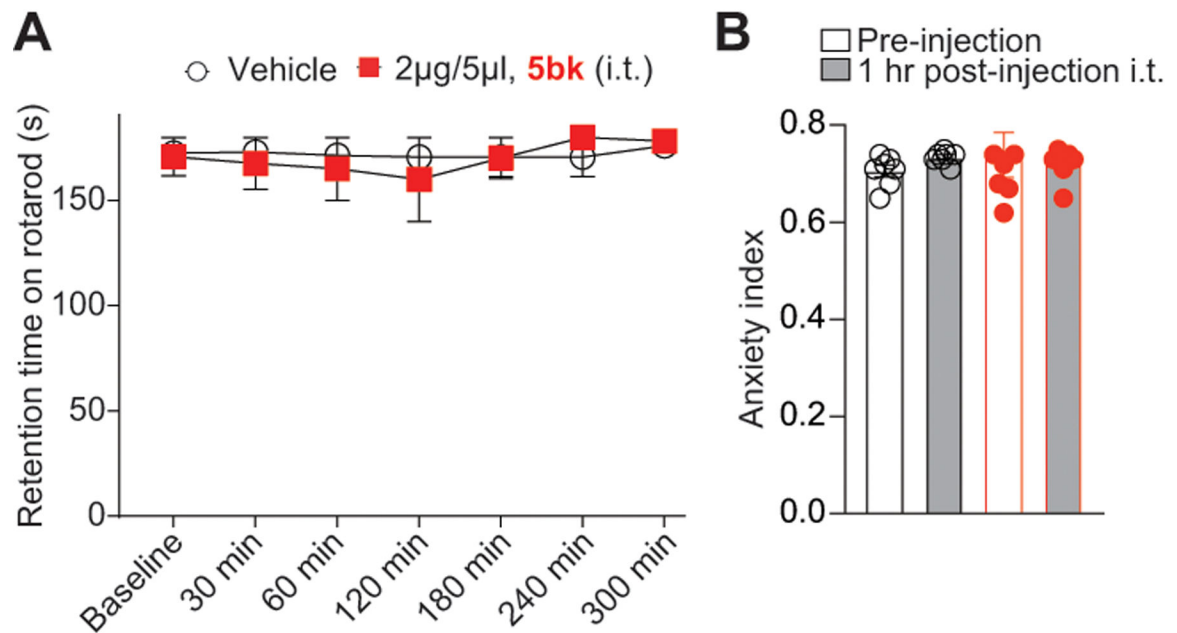 A
Vehicle 2µg/5µl, 5bk (i.t.)
Retention time on rotarod (s)
150
100
50
0
Baseline
30 min
60 min
120 min
180 min
240 min
300 min
B
Pre-injection
1 hr post-injection i.t.
Anxiety index
0.8
0.6
0.4
0.2
0.0